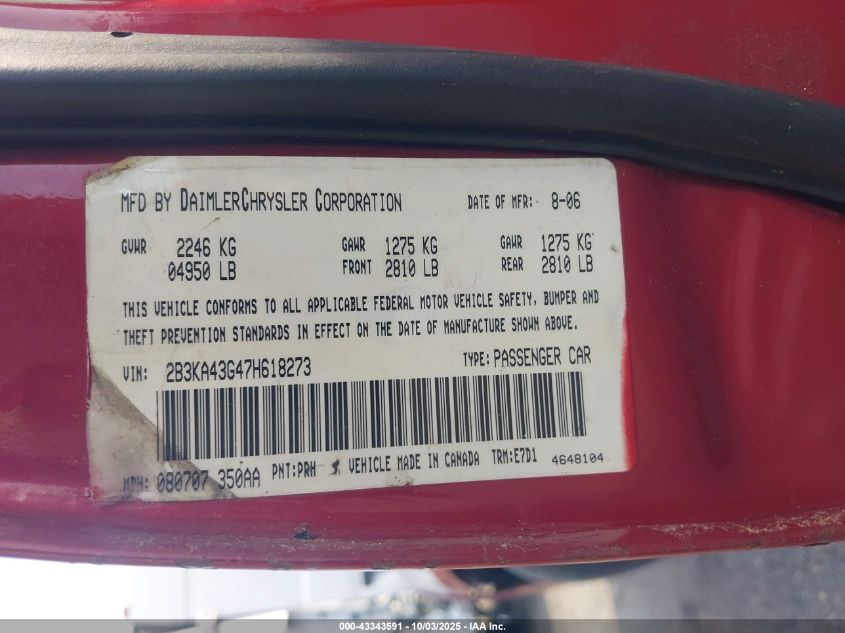 MFD BY DAIMLERCHRYSLER CORPORATION DATE OF MFR: 8-06
GVWR 2246 KG GAWR 1275 KG GAWR 1275 KG
04950 LB FRONT 2810 LB REAR 2810 LB
THIS VEHICLE CONFORMS TO ALL APPLICABLE FEDERAL MOTOR VEHICLE SAFETY, BUMPER AND
THEFT PREVENTION STANDARDS IN EFFECT ON THE DATE OF MANUFACTURE SHOWN ABOVE.
VIN: 2B3KA43G47H618273 TYPE: PASSENGER CAR
MDH: 080707 350AA PNT:PRH VEHICLE MADE IN CANADA TRM:E7D1 4648104
000-43343591 - 10/03/2025 - IAA Inc.